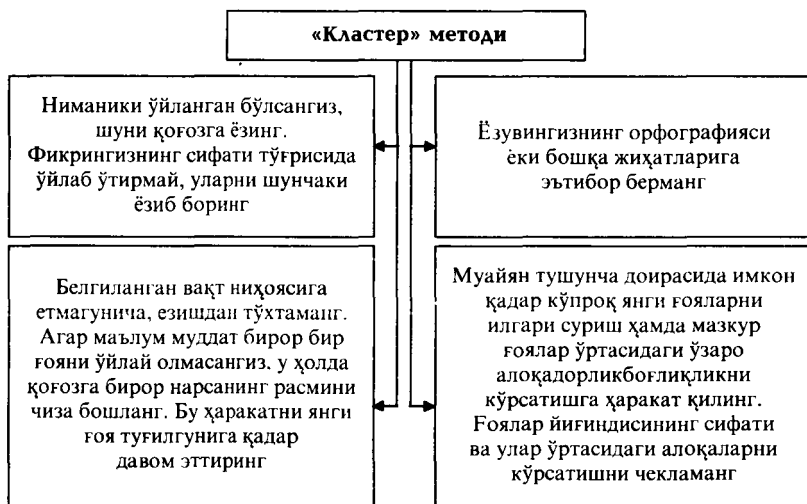 «Кластер» методи
Ниманики ўйланган бўлсангиз,
шуни қоғозга ёзинг.
Фикрингизнинг сифати тўғрисида
ўйлаб ўтирмай, уларни шунчаки
ёзиб боринг
Ёзувингизнинг орфографияси
ёки бошқа жиҳатларига
эътибор берманг
Белгиланган вақт ниҳоясига
етмагунича, езишдан тўхтаманг.
Агар маълум муддат бирор бир
ғояни ўйлай олмасангиз, у ҳолда
қоғозга бирор нарсанинг расмини
чиза бошланг. Бу ҳаракатни янги
ғоя туғилгунига қадар
давом эттиринг
Муайян тушунча доирасида имкон
қадар кўпроқ янги ғояларни
илгари суриш ҳамда мазкур
ғоялар ўртасидаги ўзаро
алоқадорликбоғлиқликни
кўрсатишга ҳаракат қилинг.
Ғоялар йиғиндисининг сифати
ва улар ўртасидаги алоқаларни
кўрсатишни чекламанг